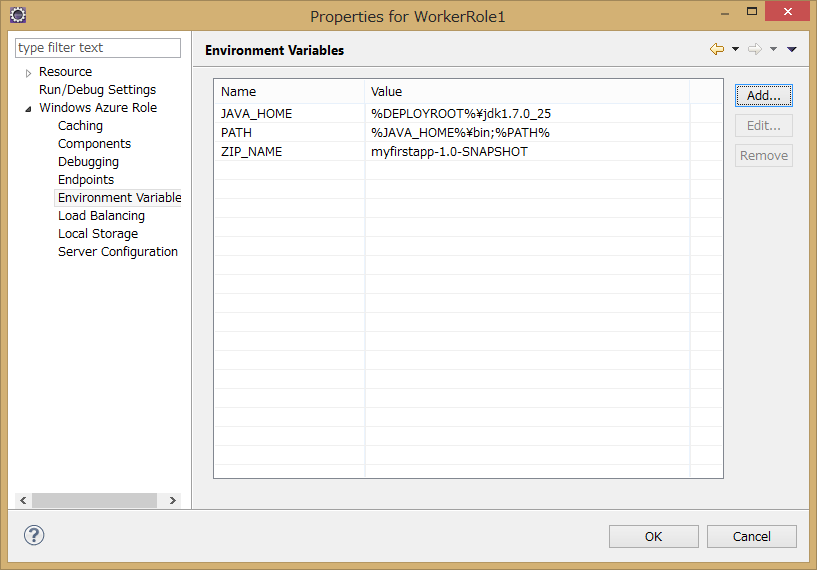 Properties for WorkerRole1
type filter text
Resource
Run/Debug Settings
Windows Azure Role
Caching
Components
Debugging
Endpoints
Environment Variable
Load Balancing
Local Storage
Server Configuration
Environment Variables
Name Value
JAVA_HOME %DEPLOYROOT%¥jdk1.7.0_25
PATH %JAVA_HOME%¥bin;%PATH%
ZIP_NAME myfirstapp-1.0-SNAPSHOT
Add...
Edit...
Remove
?
OK Cancel